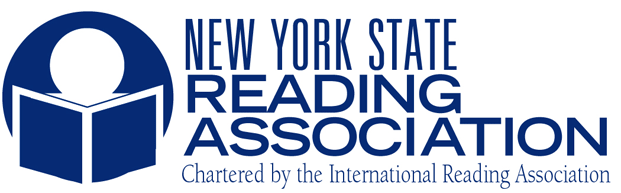 NEW YORK STATE
READING
ASSOCIATION
Chartered by the International Reading Association